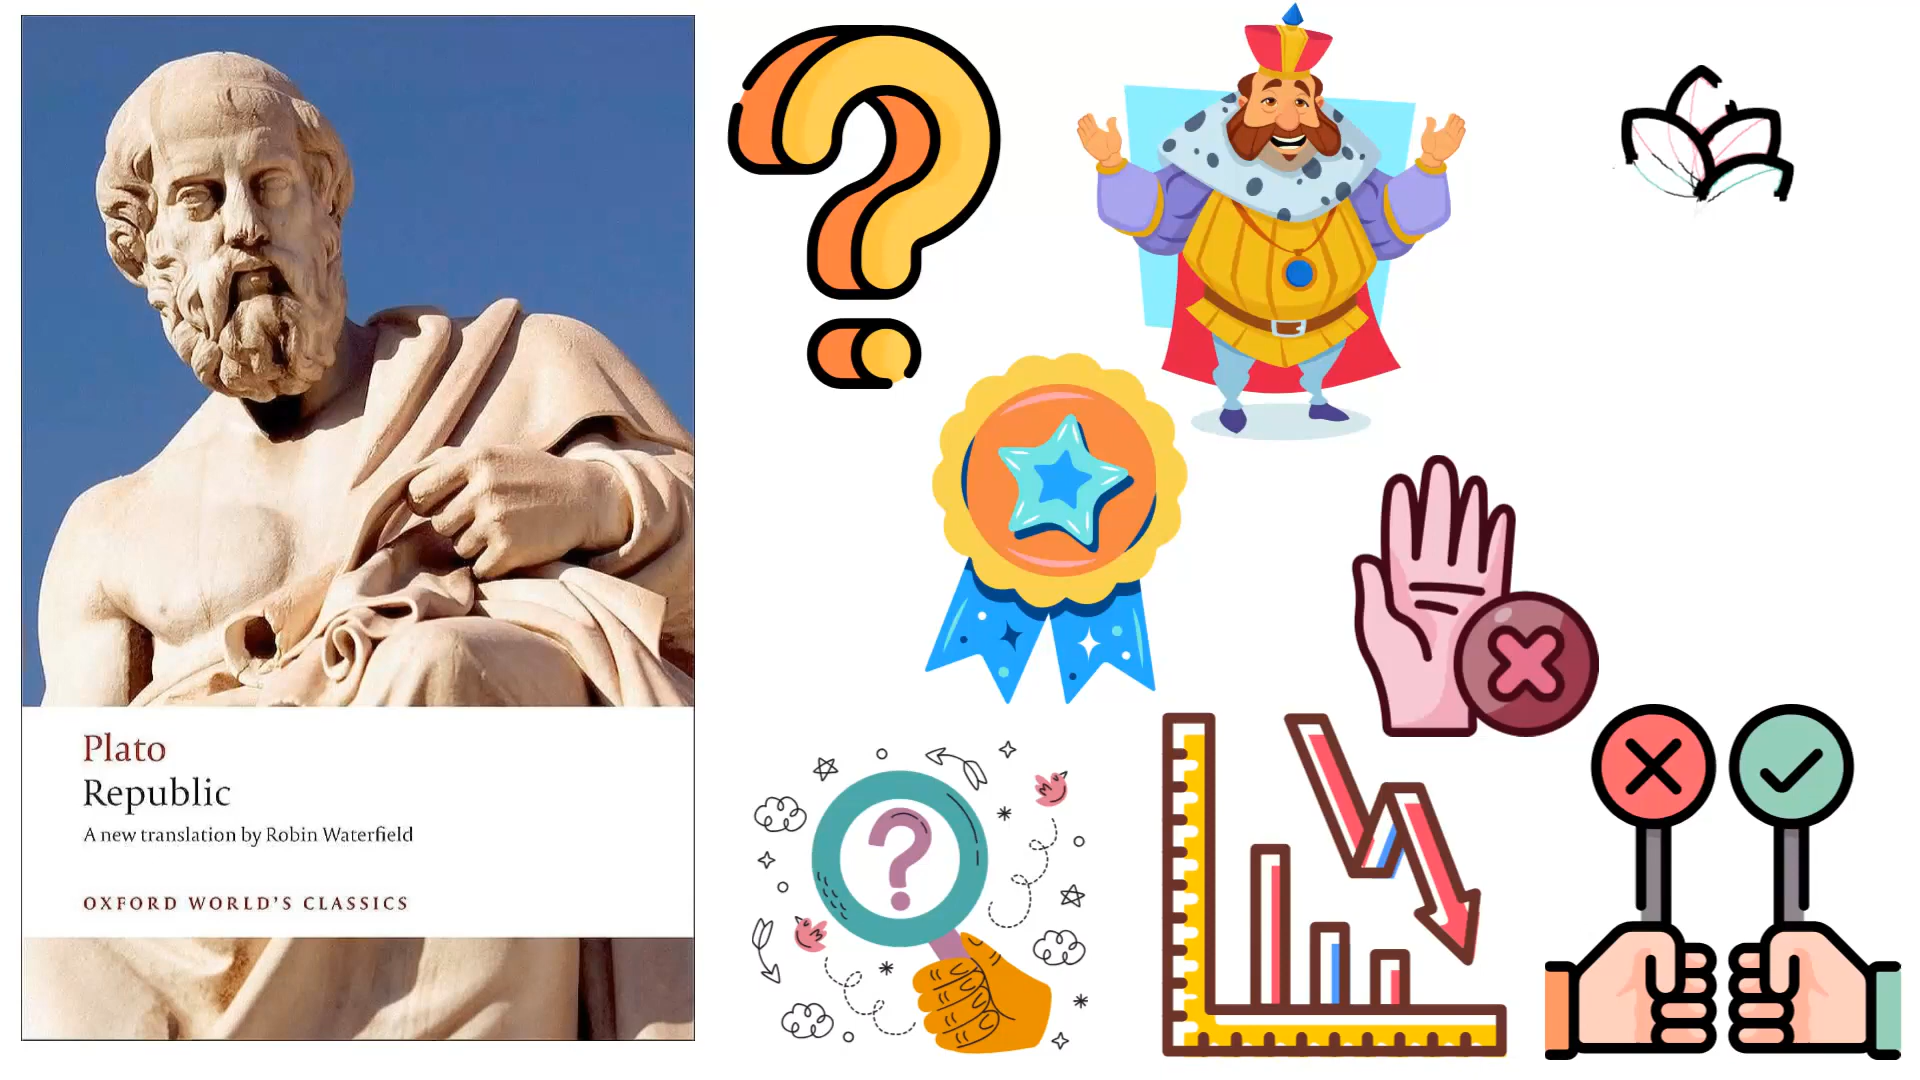 Plato
Republic
A new translation by Robin Waterfield
OXFORD WORLD'S CLASSICS